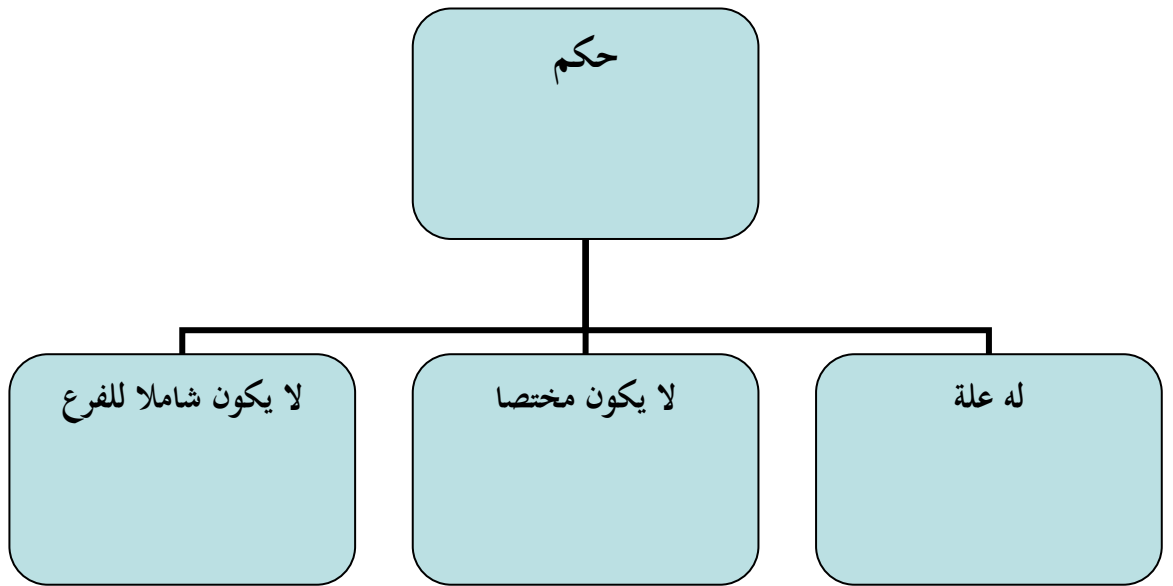 حكم
له علة
لا يكون مختصا
لا يكون شاملا للفرع